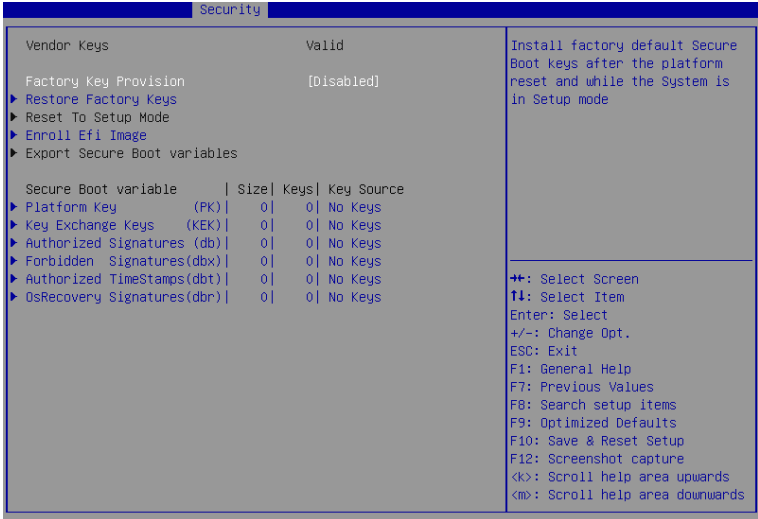 Security
Vendor Keys Valid
Factory Key Provision [Disabled]
Restore Factory Keys
Reset To Setup Mode
Enroll Efi Image
Export Secure Boot variables
Secure Boot variable | Size| Keys| Key Source
Platform Key (PK)| 0| 0| No Keys
Key Exchange Keys (KEK)| 0| 0| No Keys
Authorized Signatures (db)| 0| 0| No Keys
Forbidden Signatures(dbx)| 0| 0| No Keys
Authorized TimeStamps(dbt)| 0| 0| No Keys
OsRecovery Signatures(dbr)| 0| 0| No Keys
Install factory default Secure
Boot keys after the platform
reset and while the System is
in Setup mode
→←: Select Screen
↑↓: Select Item
Enter: Select
+/-: Change Opt.
ESC: Exit
F1: General Help
F7: Previous Values
F8: Search setup items
F9: Optimized Defaults
F10: Save & Reset Setup
F12: Screenshot capture
<k>: Scroll help area upwards
<m>: Scroll help area downwards